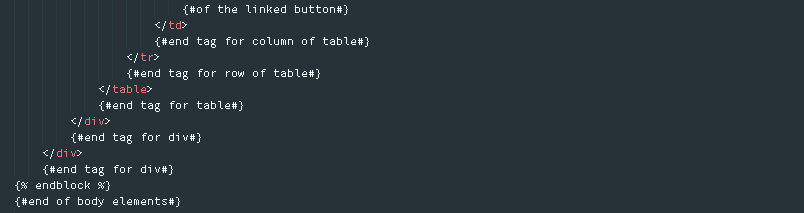 {#of the linked button#}
</td>
{#end tag for column of table#}
</tr>
{#end tag for row of table#}
</table>
{#end tag for table#}
</div>
{#end tag for div#}
</div>
{#end tag for div#}
{% endblock %}
{#end of body elements#}